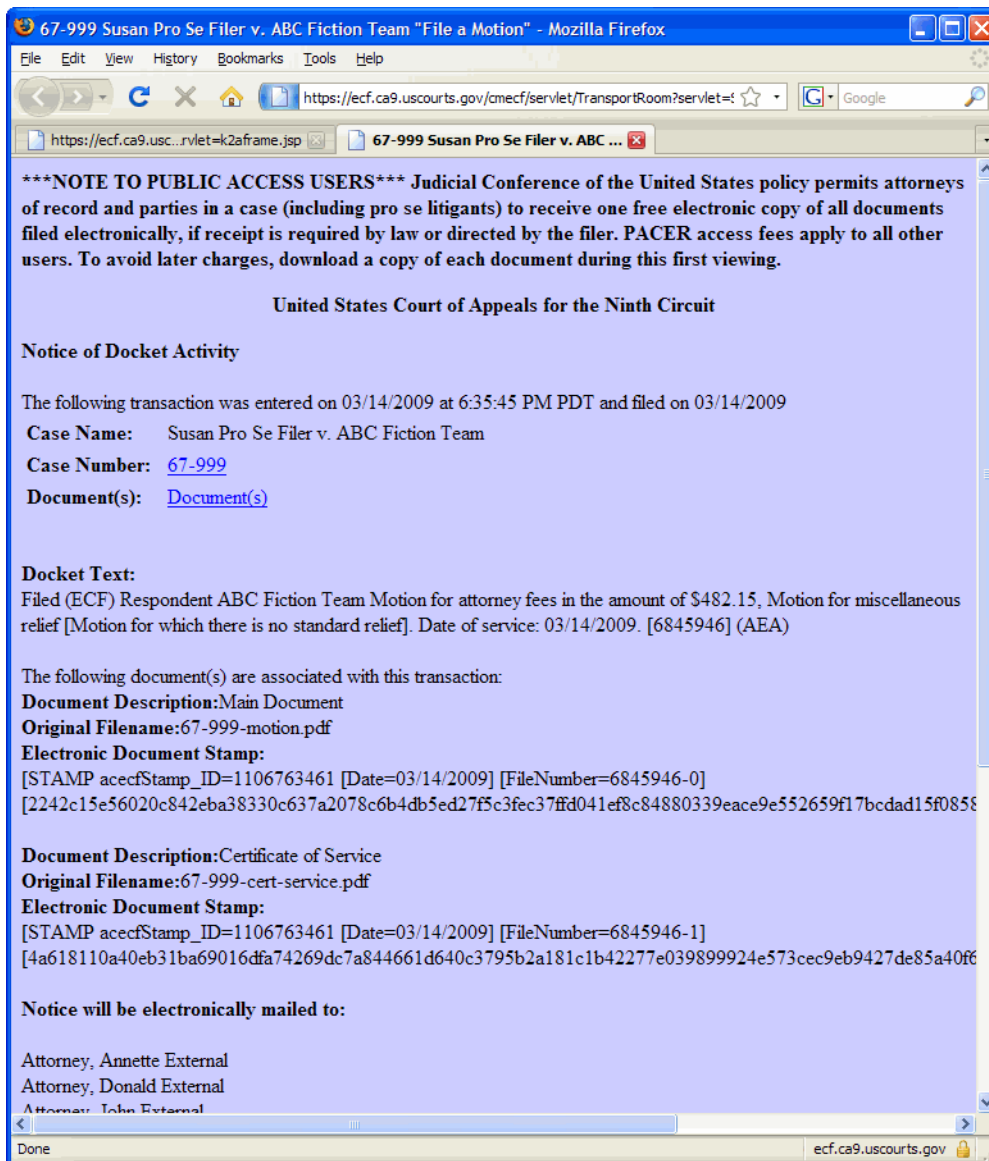 67-999 Susan Pro Se Filer v. ABC Fiction Team "File a Motion" - Mozilla Firefox
File Edit View History Bookmarks Tools Help
https://ecf.ca9.uscourts.gov/cmecf/servlet/TransportRoom?servlet= Google
https://ecf.ca9.usc...rvlet=k2aframe.jsp 67-999 Susan Pro Se Filer v. ABC ...
***NOTE TO PUBLIC ACCESS USERS*** Judicial Conference of the United States policy permits attorneys
of record and parties in a case (including pro se litigants) to receive one free electronic copy of all documents
filed electronically, if receipt is required by law or directed by the filer. PACER access fees apply to all other
users. To avoid later charges, download a copy of each document during this first viewing.
United States Court of Appeals for the Ninth Circuit
Notice of Docket Activity
The following transaction was entered on 03/14/2009 at 6:35:45 PM PDT and filed on 03/14/2009
Case Name: Susan Pro Se Filer v. ABC Fiction Team
Case Number: 67-999
Document(s): Document(s)
Docket Text:
Filed (ECF) Respondent ABC Fiction Team Motion for attorney fees in the amount of $482.15, Motion for miscellaneous
relief [Motion for which there is no standard relief]. Date of service: 03/14/2009. [6845946] (AEA)
The following document(s) are associated with this transaction:
Document Description:Main Document
Original Filename:67-999-motion.pdf
Electronic Document Stamp:
[STAMP acecfStamp_ID=1106763461 [Date=03/14/2009] [FileNumber=6845946-0]
[2242c15e56020c842eba38330c637a2078c6b4db5ed27f5c3fec37ffd041ef8c84880339eace9e552659f17bcdad15f0858
Document Description:Certificate of Service
Original Filename:67-999-cert-service.pdf
Electronic Document Stamp:
[STAMP acecfStamp_ID=1106763461 [Date=03/14/2009] [FileNumber=6845946-1]
[4a618110a40eb31ba69016dfa74269dc7a844661d640c3795b2a181c1b42277e039899924e573cec9eb9427de85a40f6
Notice will be electronically mailed to:
Attorney, Annette External
Attorney, Donald External
Attorney, John External
Done ecf.ca9.uscourts.gov